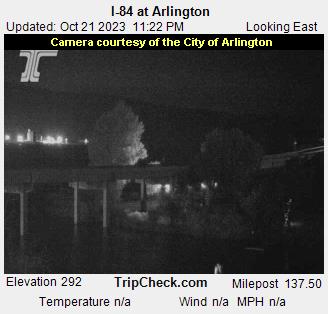 I-84 at Arlington
Updated: Oct 21 2023 11:22 PM Looking East
Camera courtesy of the City of Arlington
Elevation 292 TripCheck.com Milepost 137.50
Temperature n/a Wind n/a MPH n/a